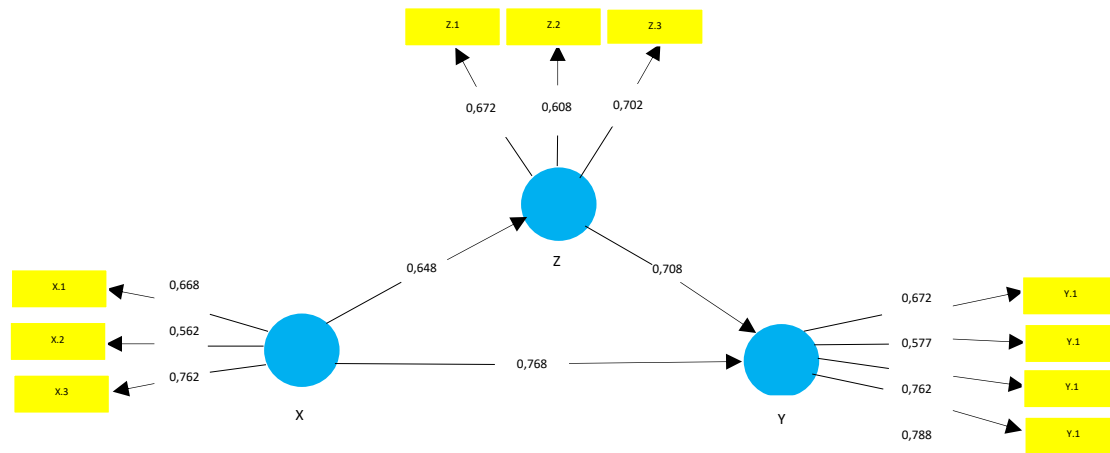 Z.1 Z.2 Z.3
0,672 0,608 0,702
Z
0,648 0,708
X.1 0,668
X.2 0,562
X.3 0,762
X
0,768
Y
0,672 Y.1
0,577 Y.1
0,762 Y.1
0,788 Y.1